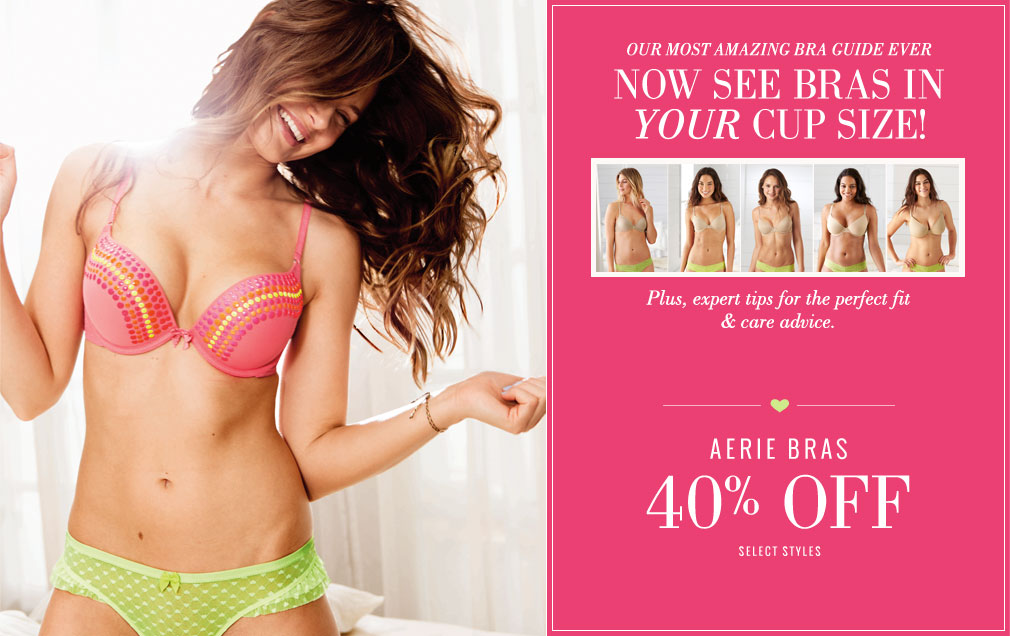 OUR MOST AMAZING BRA GUIDE EVER
NOW SEE BRAS IN
YOUR CUP SIZE!
Plus, expert tips for the perfect fit
& care advice.
AERIE BRAS
40% OFF
SELECT STYLES